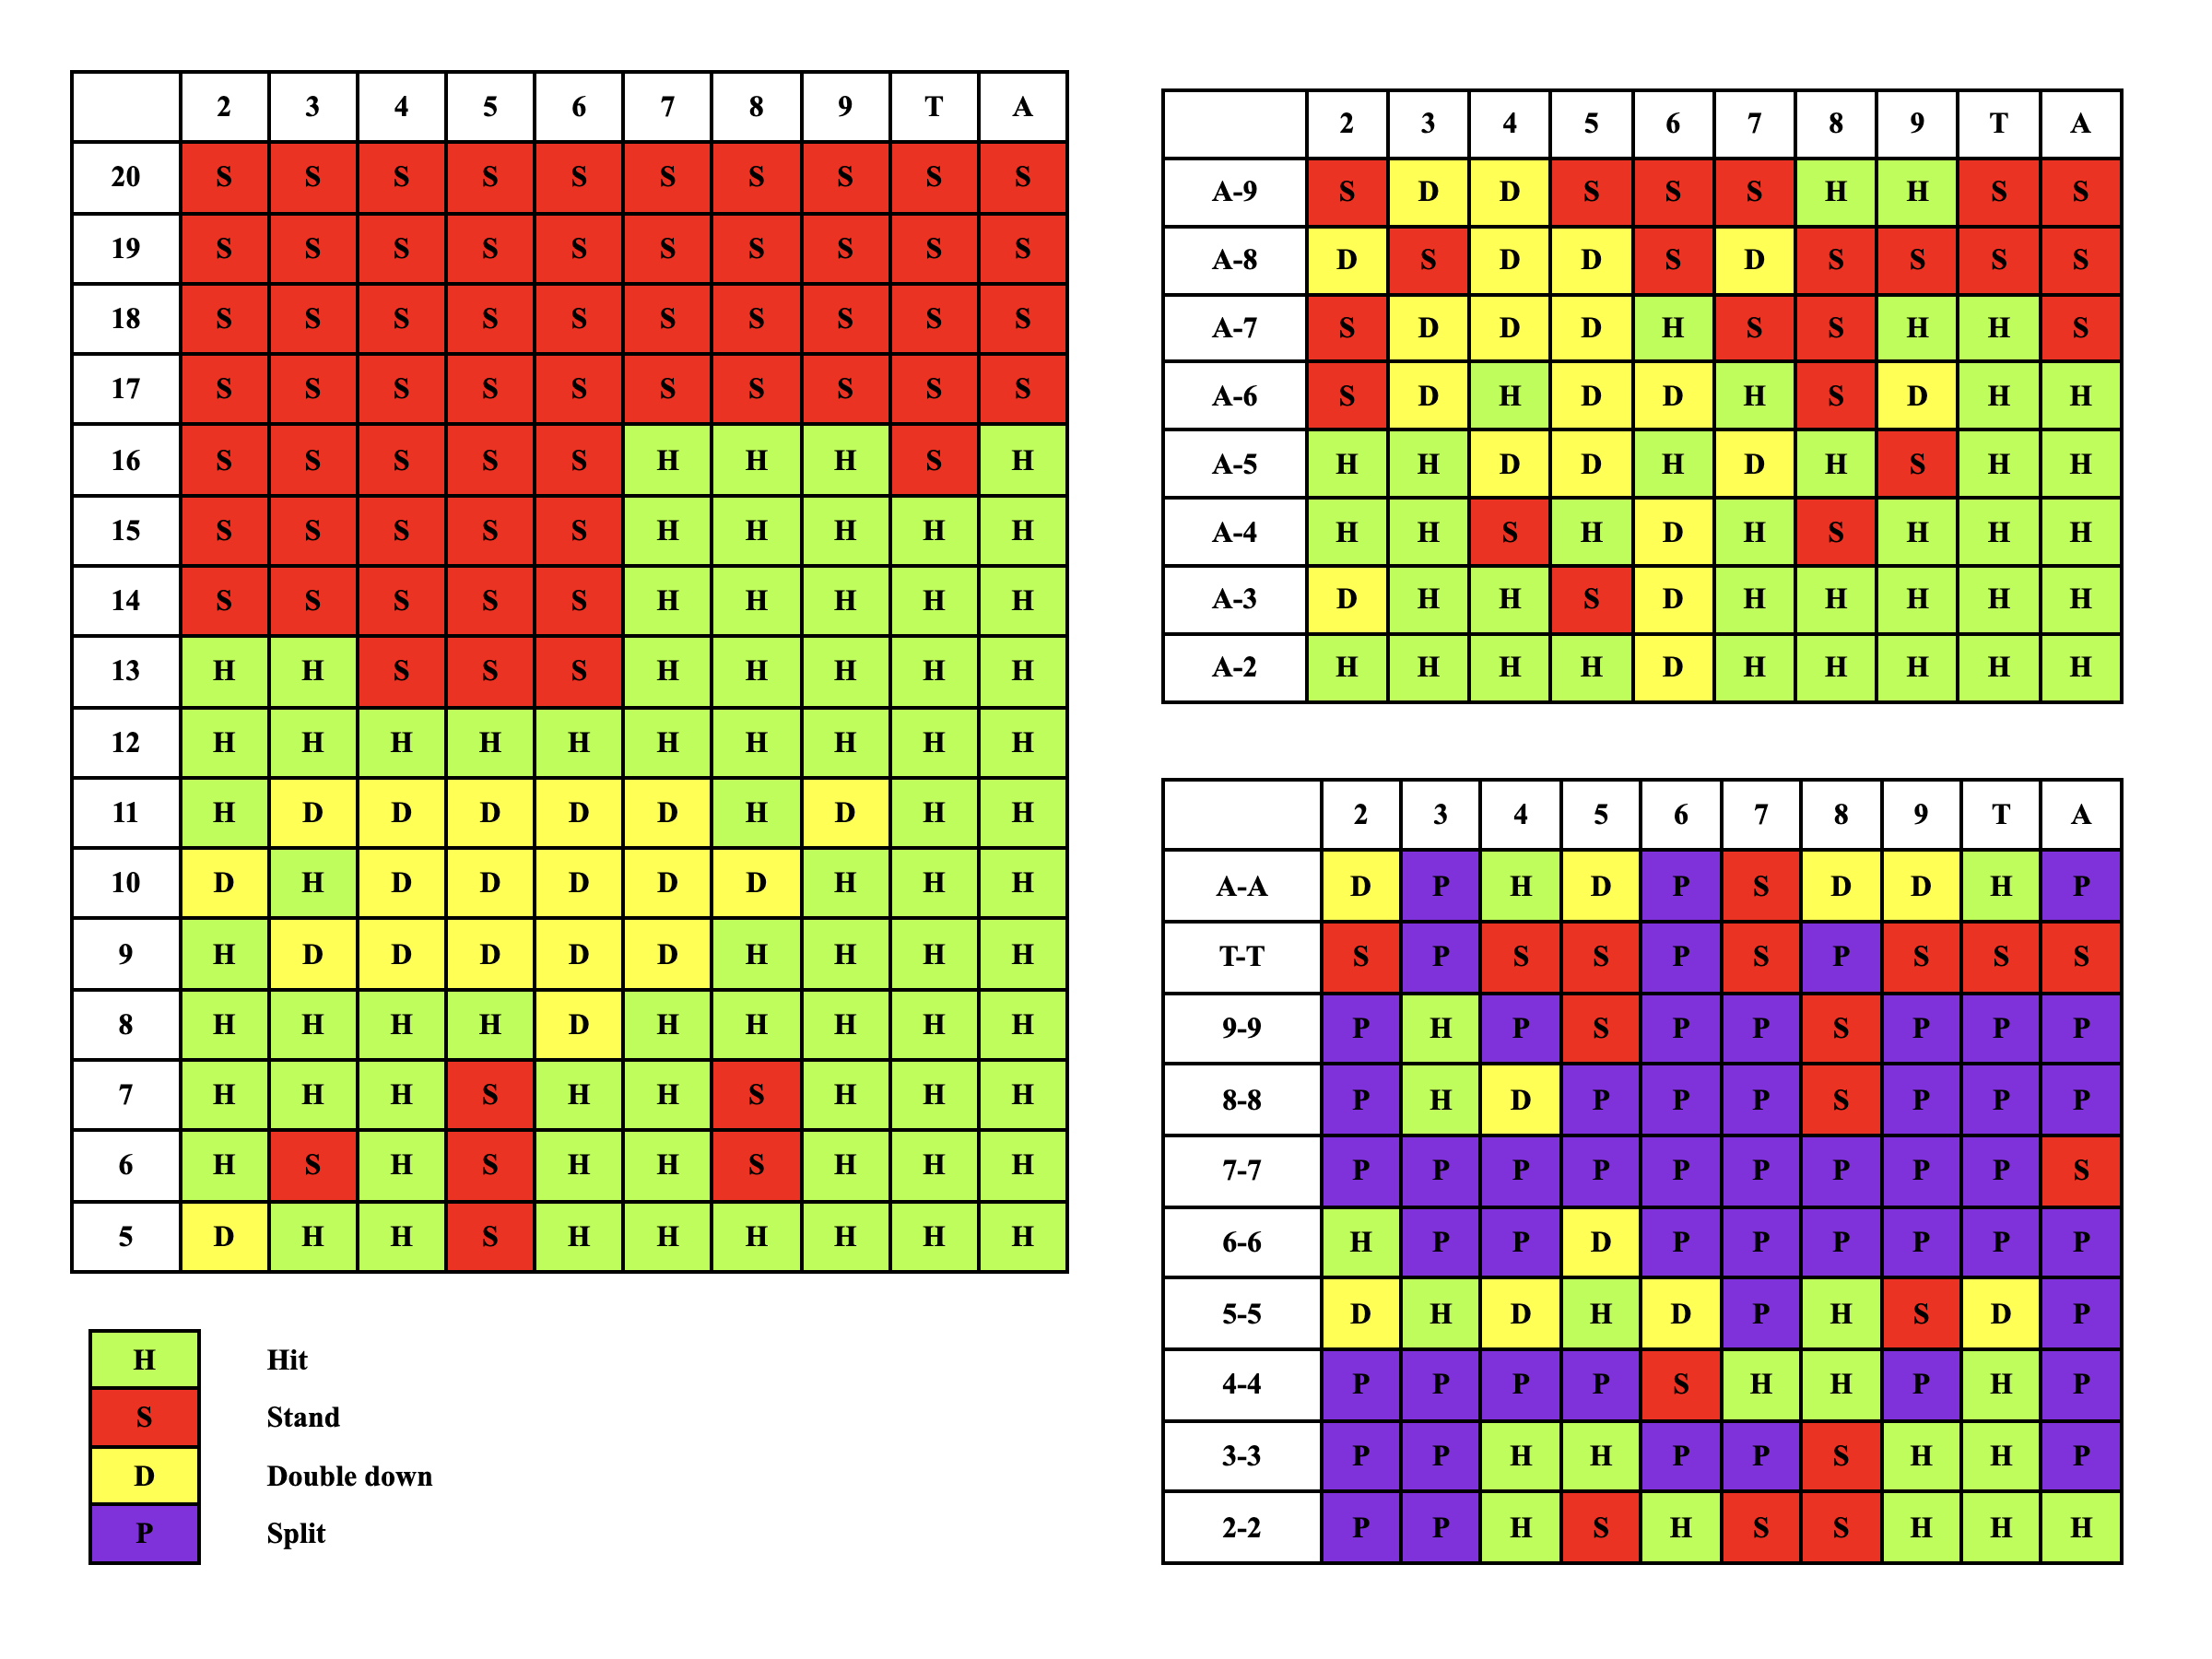 2 3 4 5 6 7 8 9 T A
20 S S S S S S S S S S
19 S S S S S S S S S S
18 S S S S S S S S S S
17 S S S S S S S S S S
16 S S S S S H H H S H
15 S S S S S H H H H H
14 S S S S S H H H H H
13 H H S S S H H H H H
12 H H H H H H H H H H
11 H D D D D D H D H H
10 D H D D D D D H H H
9 H D D D D D H H H H
8 H H H H D H H H H H
7 H H H S H H S H H H
6 H S H S H H S H H H
5 D H H S H H H H H H
H Hit
S Stand
D Double down
P Split
2 3 4 5 6 7 8 9 T A
A-9 S D D S S S H H S S
A-8 D S D D S D S S S S
A-7 S D D D H S S H H S
A-6 S D H D D H S D H H
A-5 H H D D H D H S H H
A-4 H H S H D H S H H H
A-3 D H H S D H H H H H
A-2 H H H H D H H H H H
2 3 4 5 6 7 8 9 T A
A-A D P H D P S D D H P
T-T S P S S P S P S S S
9-9 P H P S P P S P P P
8-8 P H D P P P S P P P
7-7 P P P P P P P P P S
6-6 H P P D P P P P P P
5-5 D H D H D P H S D P
4-4 P P P P S H H P H P
3-3 P P H H P P S H H P
2-2 P P H S H S S H H H